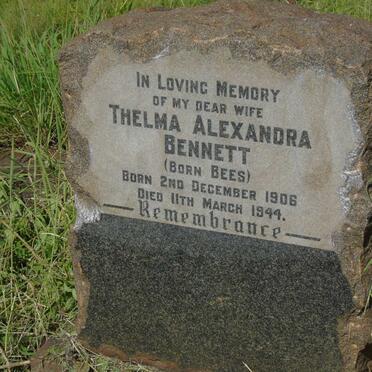 IN LOVING MEMORY
OF MY DEAR WIFE
THELMA ALEXANDRA
BENNETT
(BORN BEES)
BORN 2ND DECEMBER 1906
DIED 11TH MARCH 1944.
Remembrance